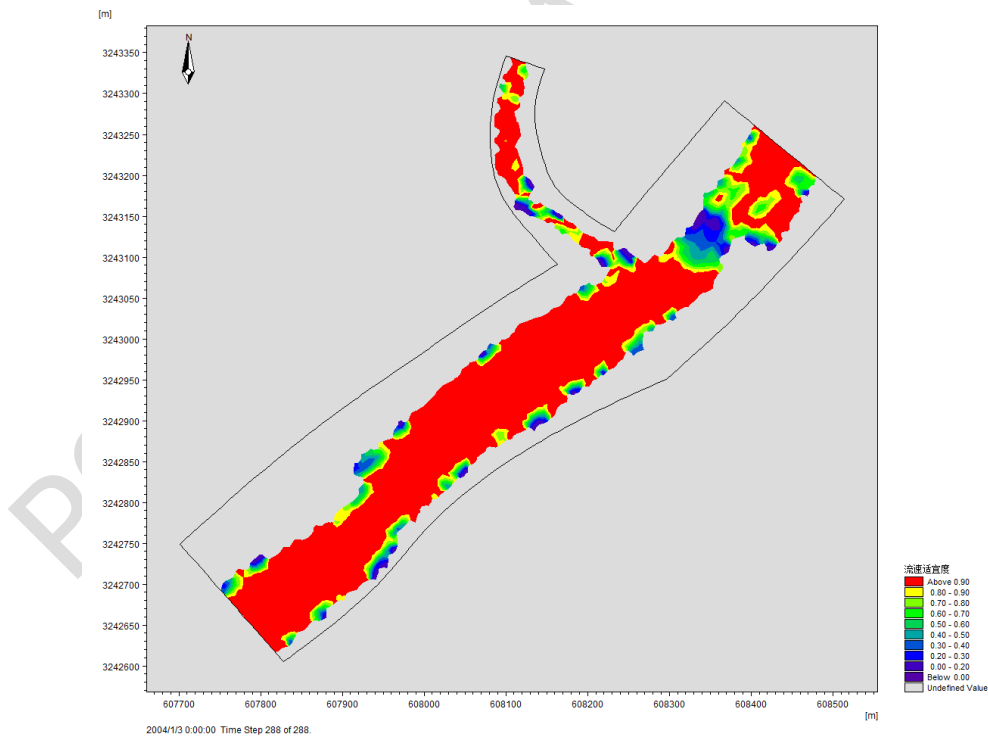 [m]
N
3243350
3243300
3243250
3243200
3243150
3243100
3243050
3243000
3242950
3242900
3242850
3242800
3242750
3242700
3242650
3242600
607700 607800 607900 608000 608100 608200 608300 608400 608500
[m]
2004/1/3 0:00:00 Time Step 288 of 288.
流速适宜度
Above 0.90
0.80 - 0.90
0.70 - 0.80
0.60 - 0.70
0.50 - 0.60
0.40 - 0.50
0.30 - 0.40
0.20 - 0.30
0.00 - 0.20
Below 0.00
Undefined Value